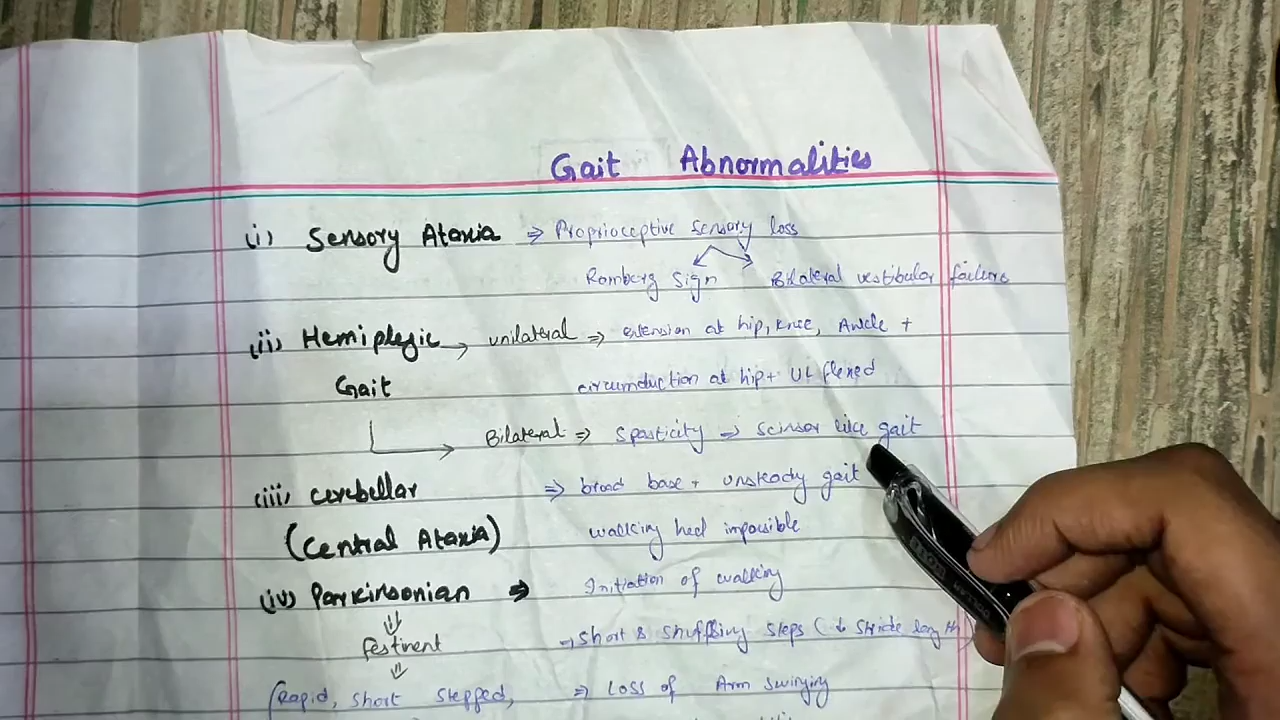 Gait Abnormalities
(i) Sensory Ataxia ⇒ Proprioceptive sensory loss
Romberg Sign Bilateral vestibular failure
(ii) Hemiplegic → unilateral ⇒ extension at hip, knee, Ankle +
Gait circumduction at hip + UL flexed
Bilateral ⇒ Spasticity → Scissor like gait
(iii) cerebellar ⇒ broad base + unsteady gait
(Central Ataxia) walking heel impossible
(iv) Parkinsonian ⇒ Initiation of walking
festinent → short & shuffling steps (↓ stride length)
(Rapid, short stepped, ⇒ Loss of Arm swinging